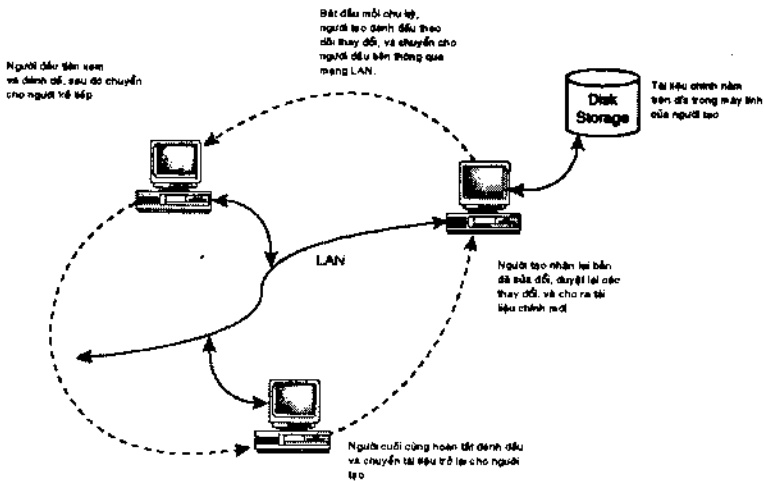 Bắt đầu mỗi chu kỳ,
người tạo đánh dấu theo
dõi thay đổi, và chuyển cho
người đầu tiên thông qua
mạng LAN.
Người đầu tiên xem
và đánh dấu, sau đó chuyển
cho người kế tiếp
Disk
Storage
Tài liệu chính nằm
trên đĩa trong máy tính
của người tạo
LAN
Người tạo nhận lại bản
đã sửa đổi, duyệt lại các
thay đổi, và cho ra tài
liệu chính mới
Người cuối cùng hoàn tất đánh dấu
và chuyển tài liệu trở lại cho người
tạo